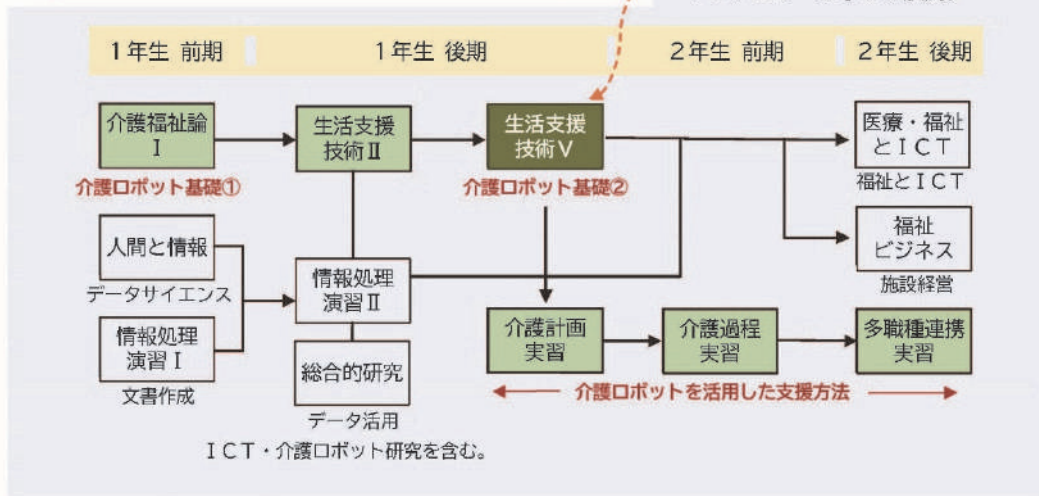 1年生 前期
1年生 後期
2年生 前期
2年生 後期
介護福祉論
Ⅰ
生活支援
技術Ⅱ
生活支援
技術Ⅴ
医療・福祉
とＩＣＴ
介護ロボット基礎①
介護ロボット基礎②
福祉とＩＣＴ
人間と情報
データサイエンス
情報処理
演習Ⅱ
福祉
ビジネス
施設経営
情報処理
演習Ⅰ
文書作成
総合的研究
データ活用
介護計画
実習
介護過程
実習
多職種連携
実習
介護ロボットを活用した支援方法
ＩＣＴ・介護ロボット研究を含む。